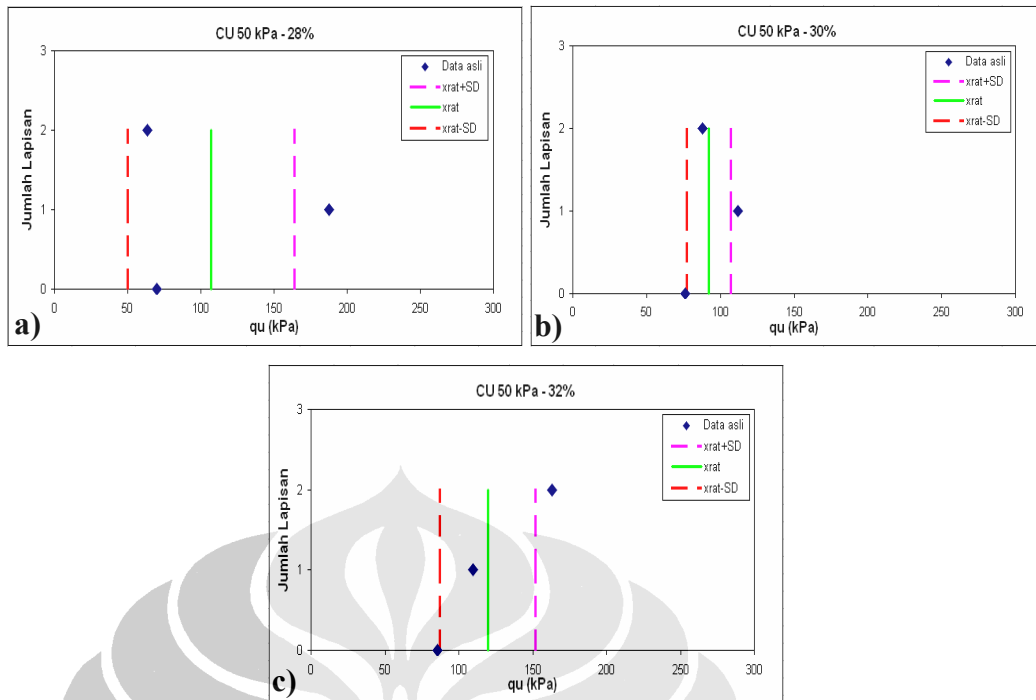 CU 50 kPa - 28%
3
2
1
0
Jumlah Lapisan
Data asli
xrat+SD
xrat
xrat-SD
0 50 100 150 200 250 300
qu (kPa)
a)
CU 50 kPa - 30%
3
2
1
0
Jumlah Lapisan
Data asli
xrat+SD
xrat
xrat-SD
0 50 100 150 200 250 300
qu (kPa)
b)
CU 50 kPa - 32%
3
2
1
0
Jumlah Lapisan
Data asli
xrat+SD
xrat
xrat-SD
0 50 100 150 200 250 300
qu (kPa)
c)